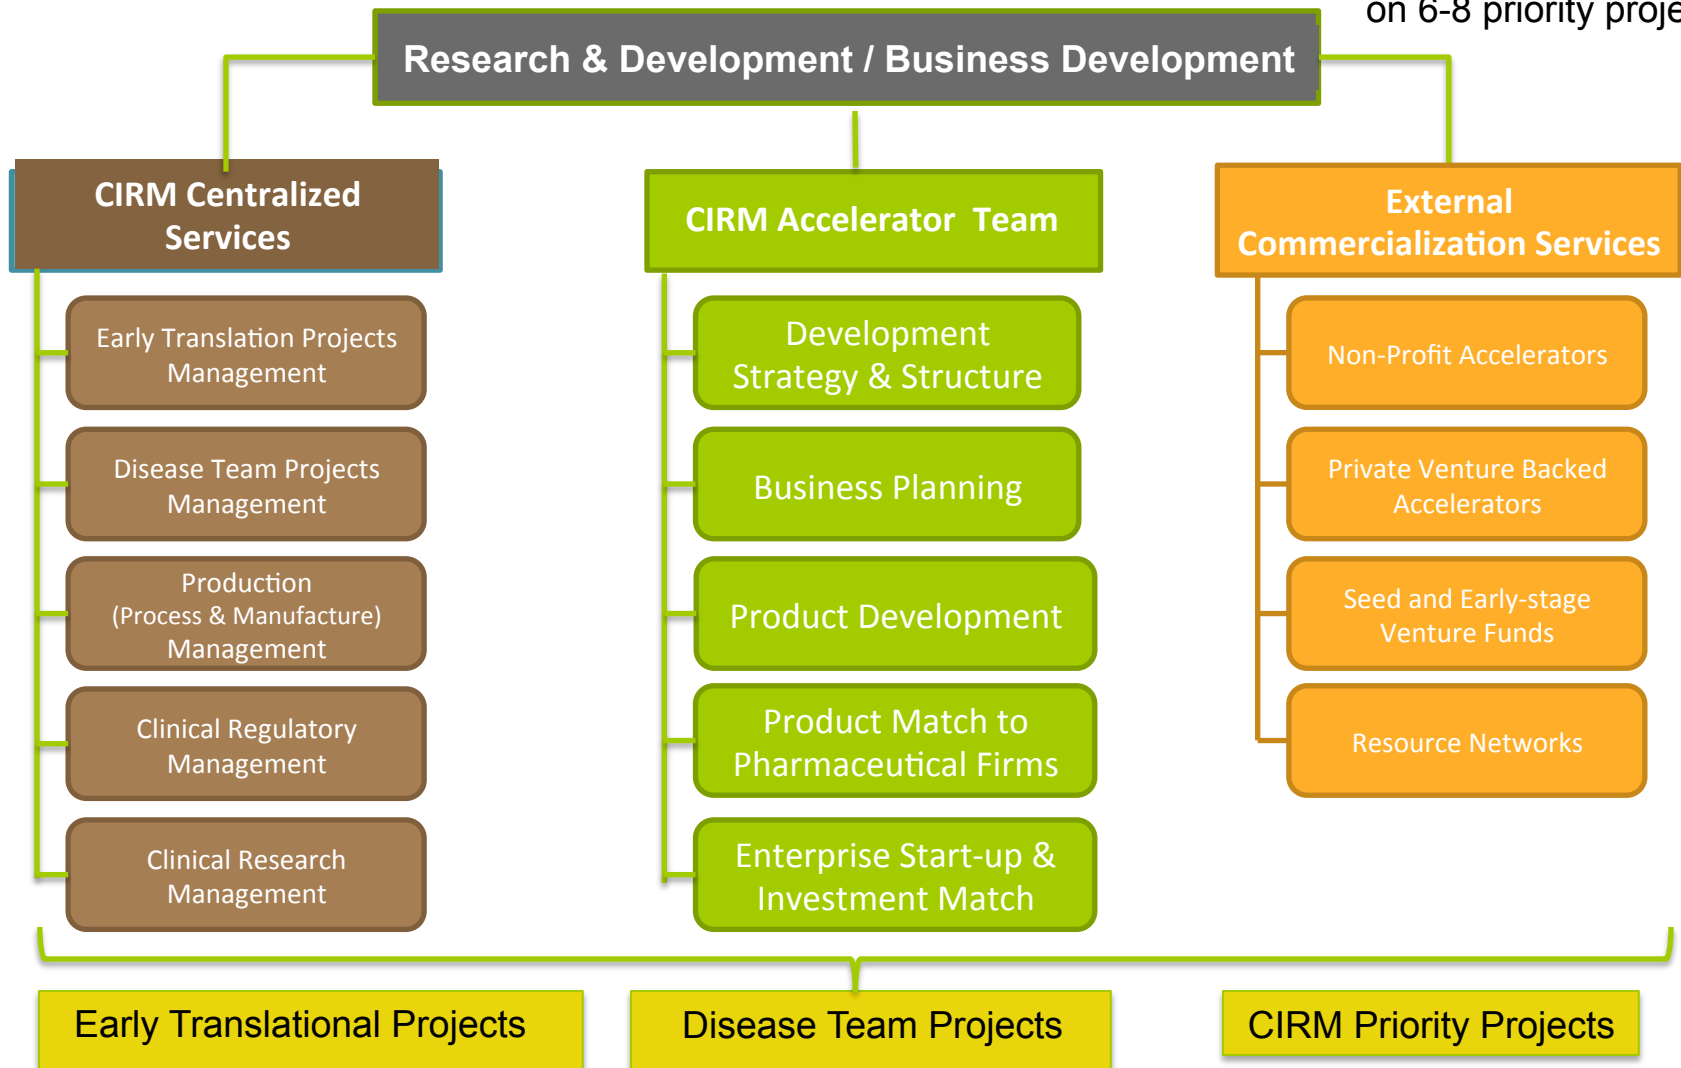 on 6-8 priority proje
Research & Development / Business Development
CIRM Centralized
Services
Early Translation Projects
Management
Disease Team Projects
Management
Production
(Process & Manufacture)
Management
Clinical Regulatory
Management
Clinical Research
Management
CIRM Accelerator Team
Development
Strategy & Structure
Business Planning
Product Development
Product Match to
Pharmaceutical Firms
Enterprise Start-up &
Investment Match
External
Commercialization Services
Non-Profit Accelerators
Private Venture Backed
Accelerators
Seed and Early-stage
Venture Funds
Resource Networks
Early Translational Projects
Disease Team Projects
CIRM Priority Projects